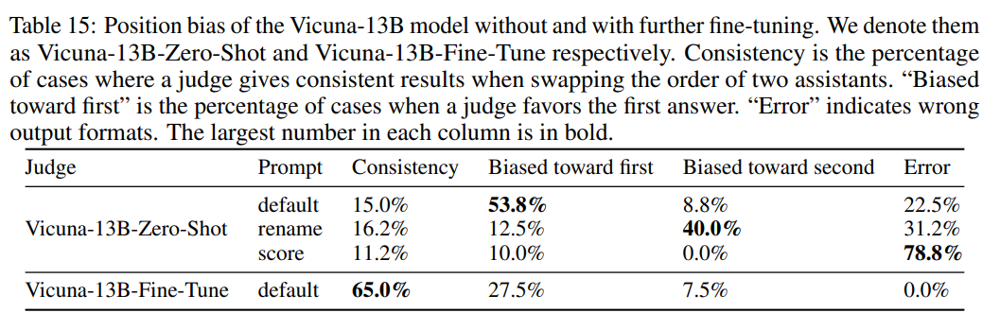 Table 15: Position bias of the Vicuna-13B model without and with further fine-tuning. We denote them
as Vicuna-13B-Zero-Shot and Vicuna-13B-Fine-Tune respectively. Consistency is the percentage
of cases where a judge gives consistent results when swapping the order of two assistants. “Biased
toward first” is the percentage of cases when a judge favors the first answer. “Error” indicates wrong
output formats. The largest number in each column is in bold.
Judge Prompt Consistency Biased toward first Biased toward second Error
default 15.0% 53.8% 8.8% 22.5%
Vicuna-13B-Zero-Shot rename 16.2% 12.5% 40.0% 31.2%
score 11.2% 10.0% 0.0% 78.8%
Vicuna-13B-Fine-Tune default 65.0% 27.5% 7.5% 0.0%